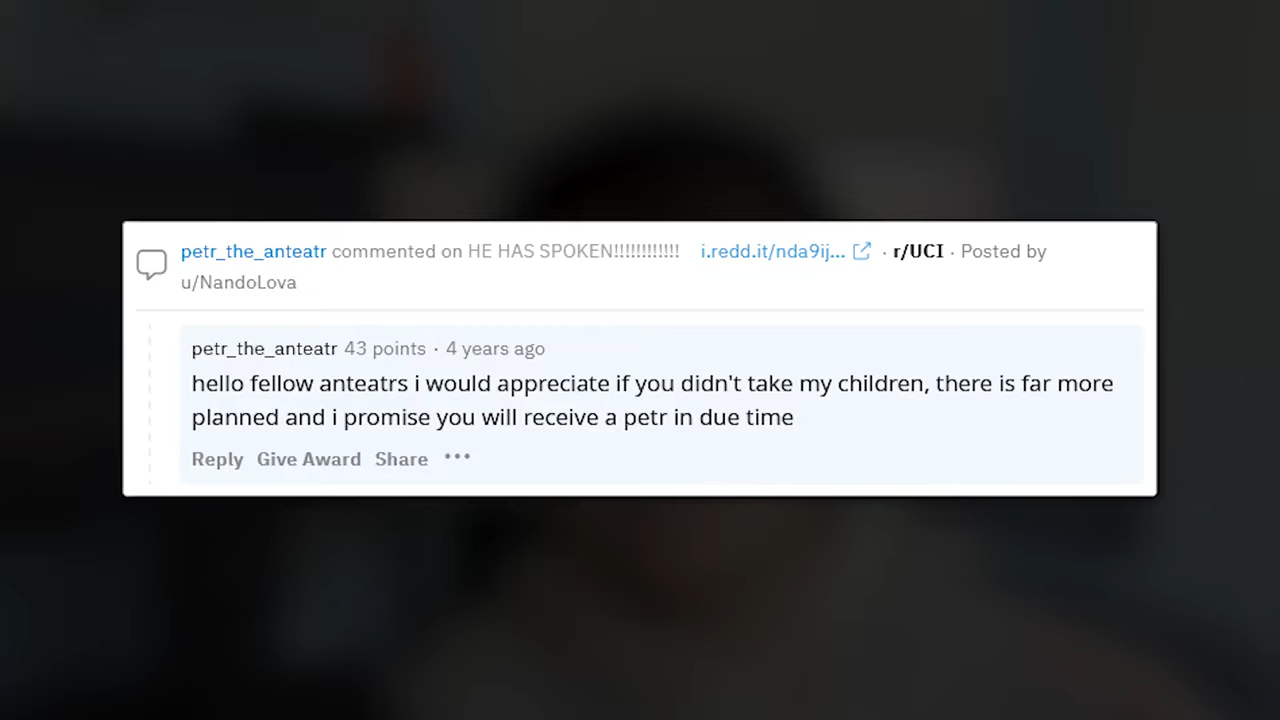 petr_the_anteatr commented on HE HAS SPOKEN!!!!!!!!!!!! i.redd.it/nda9ij... · r/UCI · Posted by
u/NandoLova
petr_the_anteatr 43 points · 4 years ago
hello fellow anteatrs i would appreciate if you didn't take my children, there is far more
planned and i promise you will receive a petr in due time
Reply Give Award Share •••